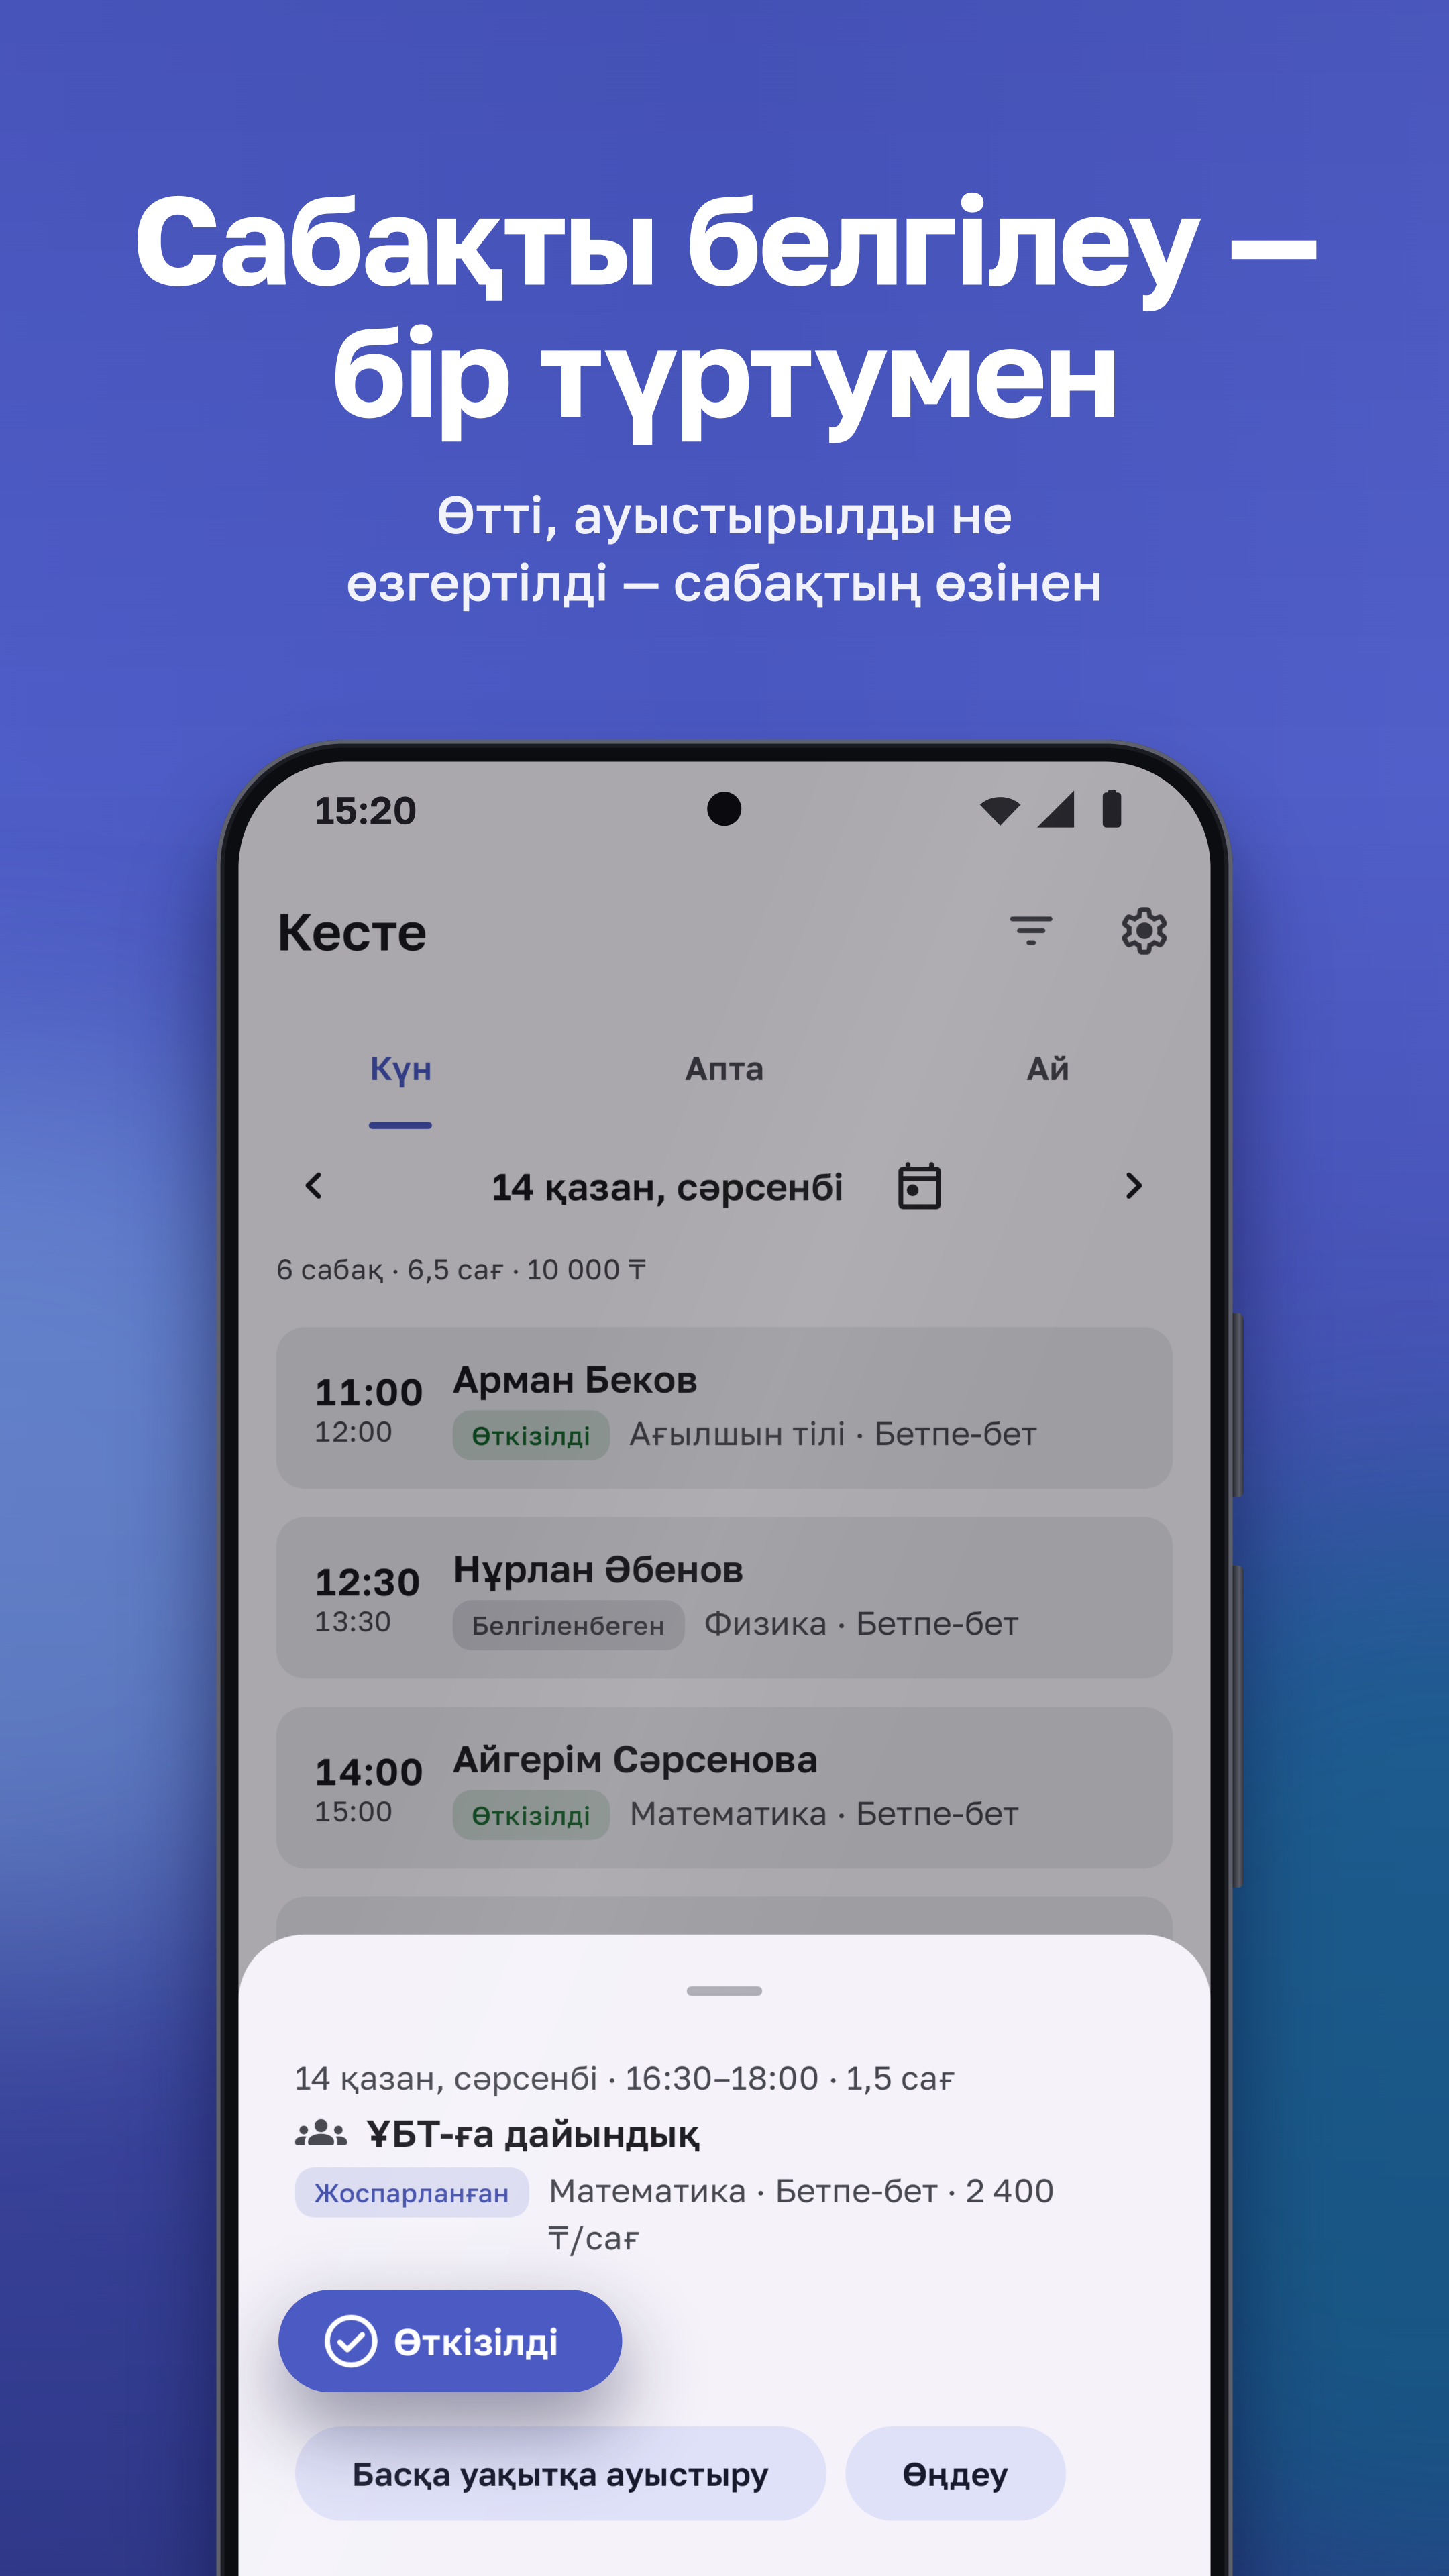 Сабақты белгілеу —
бір түртумен
Өтті, ауыстырылды не
өзгертілді — сабақтың өзінен
15:20
Кесте
Күн Апта Ай
14 қазан, сәрсенбі
6 сабақ · 6,5 сағ · 10 000 ₸
11:00 Арман Беков
12:00 Өткізілді Ағылшын тілі · Бетпе-бет
12:30 Нұрлан Әбенов
13:30 Белгіленбеген Физика · Бетпе-бет
14:00 Айгерім Сәрсенова
15:00 Өткізілді Математика · Бетпе-бет
14 қазан, сәрсенбі · 16:30–18:00 · 1,5 сағ
ҰБТ-ға дайындық
Жоспарланған Математика · Бетпе-бет · 2 400
₸/сағ
Өткізілді
Басқа уақытқа ауыстыру Өңдеу